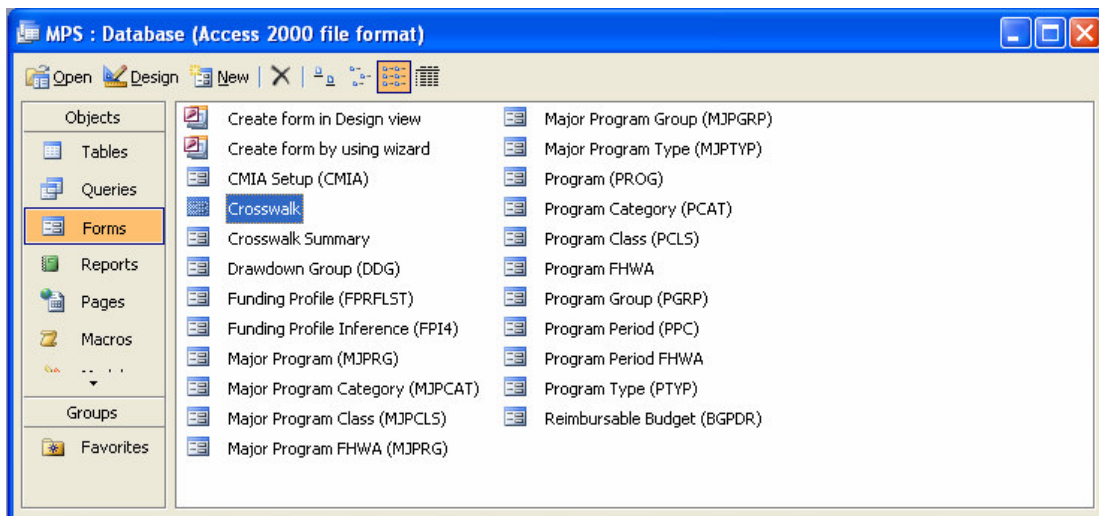 MPS : Database (Access 2000 file format)
Open Design New
Objects
Tables
Queries
Forms
Reports
Pages
Macros
Groups
Favorites
Create form in Design view
Create form by using wizard
CMIA Setup (CMIA)
Crosswalk
Crosswalk Summary
Drawdown Group (DDG)
Funding Profile (FPRFLST)
Funding Profile Inference (FPI4)
Major Program (MJPRG)
Major Program Category (MJPCAT)
Major Program Class (MJPCLS)
Major Program FHWA (MJPRG)
Major Program Group (MJPGRP)
Major Program Type (MJPTYP)
Program (PROG)
Program Category (PCAT)
Program Class (PCLS)
Program FHWA
Program Group (PGRP)
Program Period (PPC)
Program Period FHWA
Program Type (PTYP)
Reimbursable Budget (BGPDR)